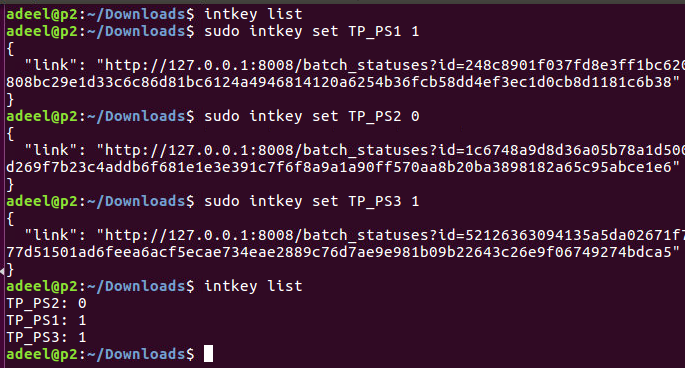 adeel@p2:~/Downloads$ intkey list
adeel@p2:~/Downloads$ sudo intkey set TP_PS1 1
{
  "link": "http://127.0.0.1:8008/batch_statuses?id=248c8901f037fd8e3ff1bc620
808bc29e1d33c6c86d81bc6124a4946814120a6254b36fcb58dd4ef3ec1d0cb8d1181c6b38"
}
adeel@p2:~/Downloads$ sudo intkey set TP_PS2 0
{
  "link": "http://127.0.0.1:8008/batch_statuses?id=1c6748a9d8d36a05b78a1d500
d269f7b23c4addb6f681e1e3e391c7f6f8a9a1a90ff570aa8b20ba3898182a65c95abce1e6"
}
adeel@p2:~/Downloads$ sudo intkey set TP_PS3 1
{
  "link": "http://127.0.0.1:8008/batch_statuses?id=52126363094135a5da02671f7
77d51501ad6feea6acf5ecae734eae2889c76d7ae9e981b09b22643c26e9f06749274bdca5"
}
adeel@p2:~/Downloads$ intkey list
TP_PS2: 0
TP_PS1: 1
TP_PS3: 1
adeel@p2:~/Downloads$